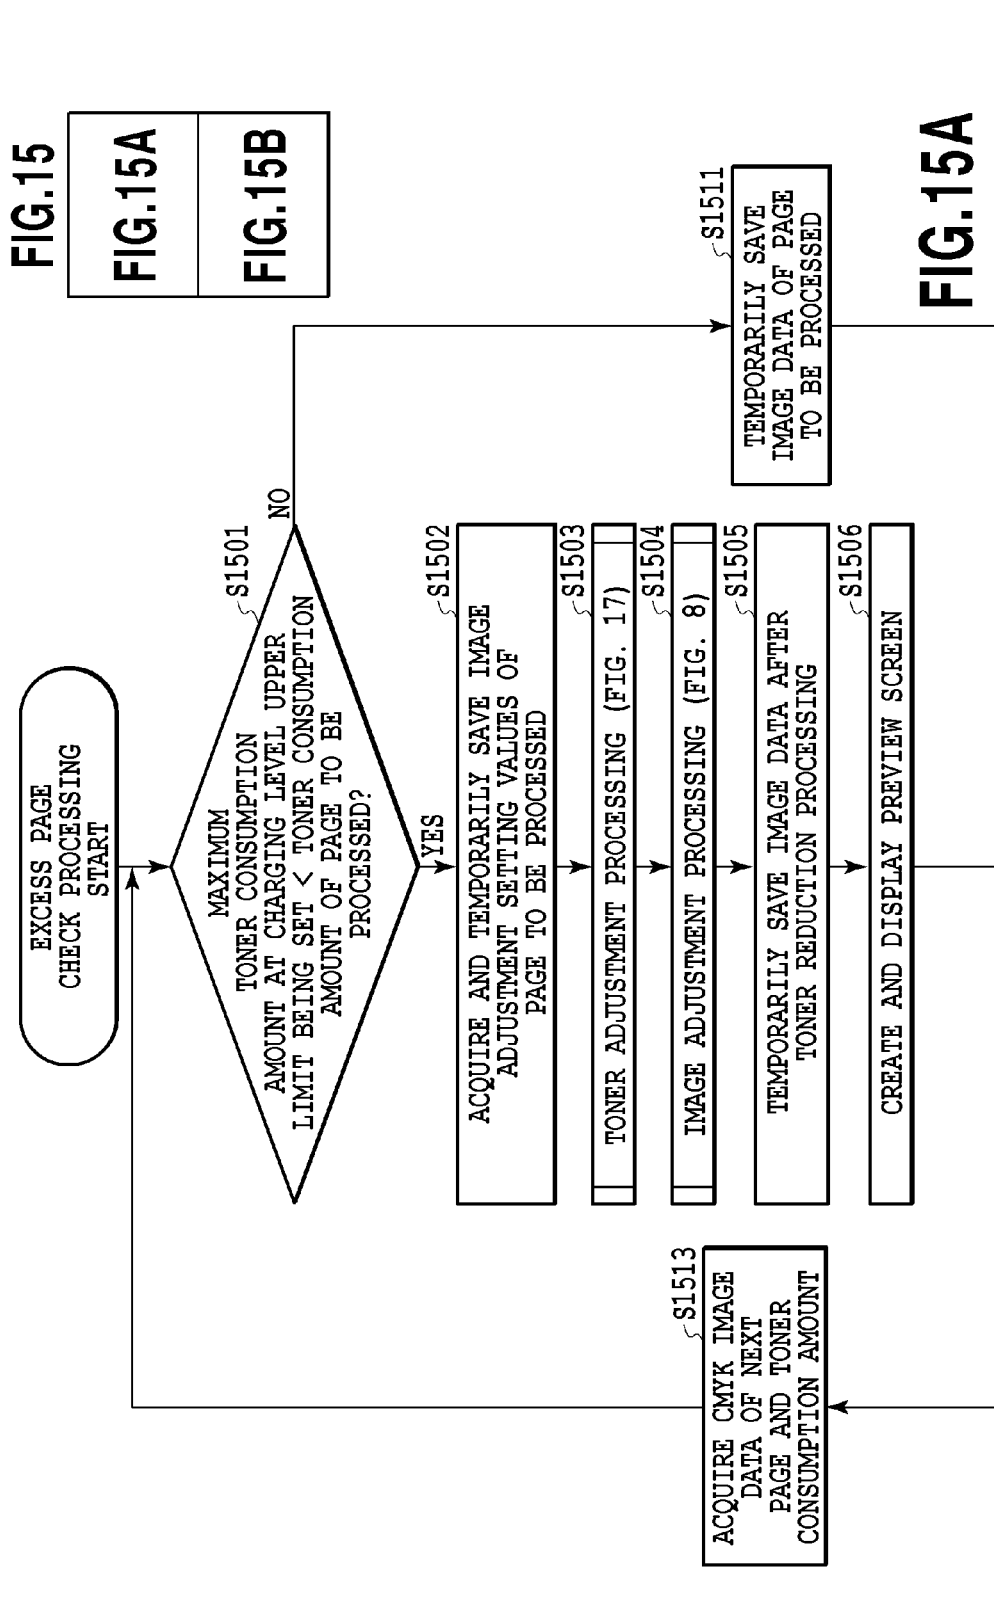 FIG.15
FIG.15A
FIG.15B
EXCESS PAGE
CHECK PROCESSING
START
S1501
MAXIMUM
TONER CONSUMPTION
AMOUNT AT CHARGING LEVEL UPPER
LIMIT BEING SET < TONER CONSUMPTION
AMOUNT OF PAGE TO BE
PROCESSED?
NO
YES
S1502
ACQUIRE AND TEMPORARILY SAVE IMAGE
ADJUSTMENT SETTING VALUES OF
PAGE TO BE PROCESSED
S1503
TONER ADJUSTMENT PROCESSING (FIG. 17)
S1504
IMAGE ADJUSTMENT PROCESSING (FIG. 8)
S1505
TEMPORARILY SAVE IMAGE DATA AFTER
TONER REDUCTION PROCESSING
S1506
CREATE AND DISPLAY PREVIEW SCREEN
S1511
TEMPORARILY SAVE
IMAGE DATA OF PAGE
TO BE PROCESSED
S1513
ACQUIRE CMYK IMAGE
DATA OF NEXT
PAGE AND TONER
CONSUMPTION AMOUNT
FIG.15A